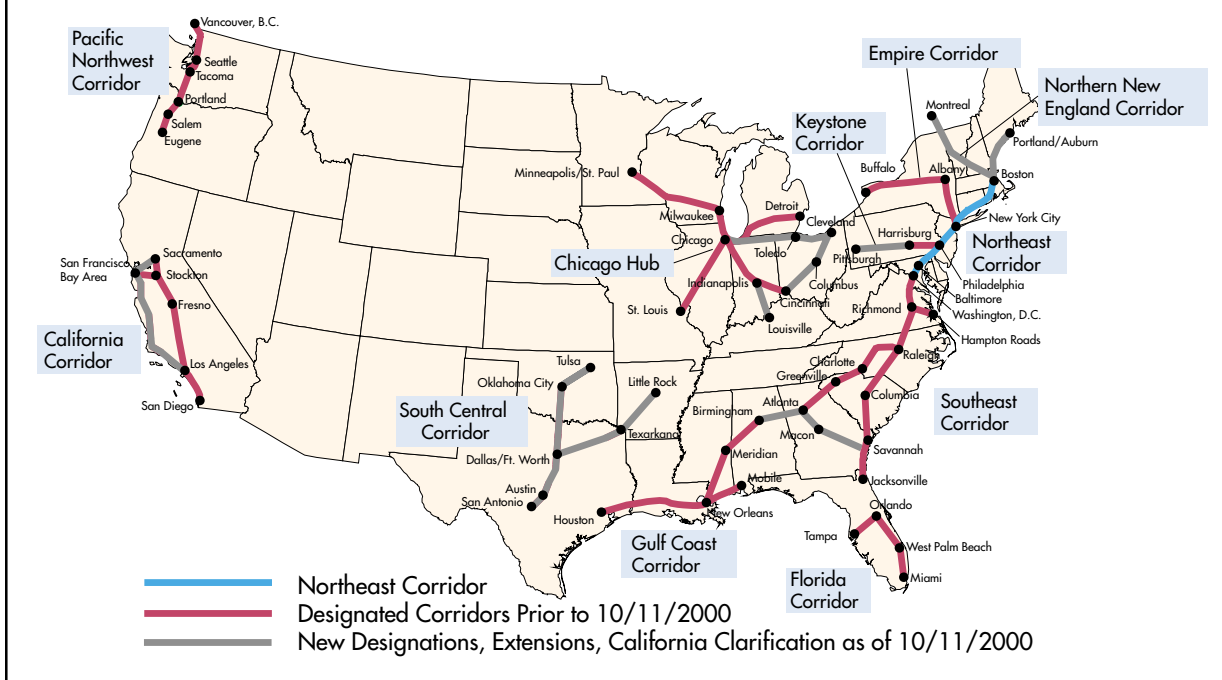 Vancouver, B.C.
Pacific
Northwest
Corridor
Seattle
Tacoma
Portland
Salem
Eugene
Empire Corridor
Northern New
England Corridor
Montreal
Keystone
Corridor
Portland/Auburn
Minneapolis/St. Paul
Buffalo
Albany
Boston
Milwaukee
Detroit
Cleveland
New York City
Chicago
Toledo
Harrisburg
Northeast
Corridor
Pittsburgh
Sacramento
San Francisco
Bay Area
Stockton
Chicago Hub
Indianapolis
Columbus
Cincinnati
Philadelphia
Baltimore
Washington, D.C.
Fresno
St. Louis
Louisville
Richmond
Hampton Roads
California
Corridor
Los Angeles
San Diego
Tulsa
Oklahoma City
Little Rock
Charlotte
Raleigh
Greenville
South Central
Corridor
Birmingham
Atlanta
Columbia
Southeast
Corridor
Texarkana
Macon
Savannah
Dallas/Ft. Worth
Meridian
Austin
San Antonio
Mobile
Jacksonville
Houston
New Orleans
Orlando
Gulf Coast
Corridor
Tampa
West Palm Beach
Florida
Corridor
Miami
Northeast Corridor
Designated Corridors Prior to 10/11/2000
New Designations, Extensions, California Clarification as of 10/11/2000